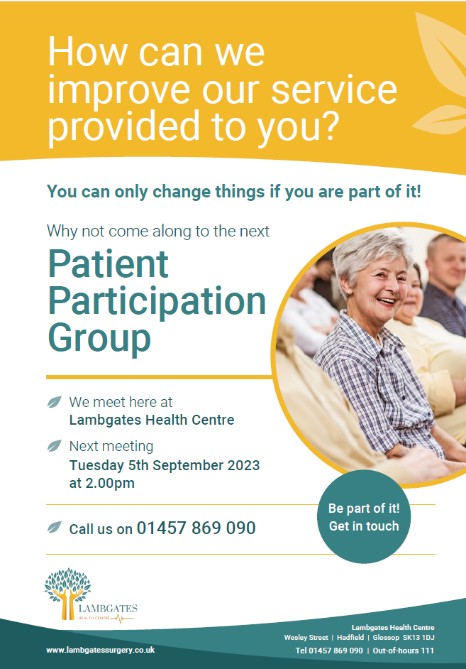 How can we
improve our service
provided to you?
You can only change things if you are part of it!
Why not come along to the next
Patient
Participation
Group
We meet here at
Lambgates Health Centre
Next meeting
Tuesday 5th September 2023
at 2.00pm
Call us on 01457 869 090
Be part of it!
Get in touch
LAMBGATES
HEALTH CENTRE
www.lambgatessurgery.co.uk
Lambgates Health Centre
Wesley Street | Hadfield | Glossop SK13 1DJ
Tel 01457 869 090 | Out-of-hours 111